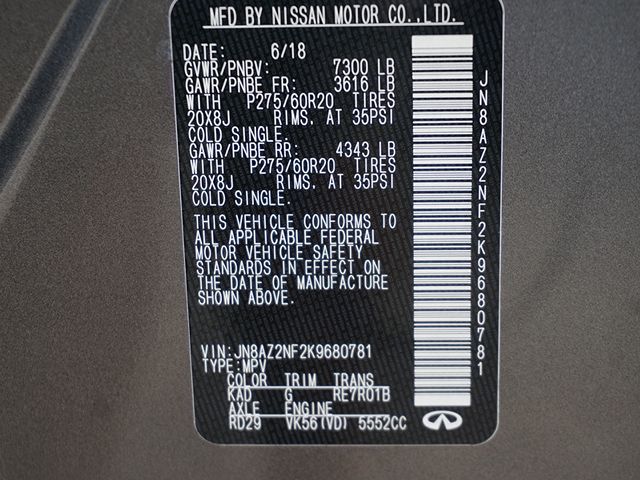 MFD BY NISSAN MOTOR CO.,LTD.
DATE: 6/18
GVWR/PNBV: 7300 LB
GAWR/PNBE FR: 3616 LB
WITH P275/60R20 TIRES
20X8J RIMS, AT 35PSI
COLD SINGLE.
GAWR/PNBE RR: 4343 LB
WITH P275/60R20 TIRES
20X8J RIMS, AT 35PSI
COLD SINGLE.
THIS VEHICLE CONFORMS TO
ALL APPLICABLE FEDERAL
MOTOR VEHICLE SAFETY
STANDARDS IN EFFECT ON
THE DATE OF MANUFACTURE
SHOWN ABOVE.
VIN:JN8AZ2NF2K9680781
TYPE:MPV
COLOR TRIM TRANS
KAD G RE7R01B
AXLE ENGINE
RD29 VK56(VD) 5552CC
JN8AZ2NF2K9680781